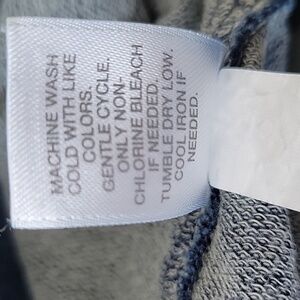 MACHINE WASH
COLD WITH LIKE
COLORS.
GENTLE CYCLE.
ONLY NON-
CHLORINE BLEACH
IF NEEDED.
TUMBLE DRY LOW.
COOL IRON IF
NEEDED.